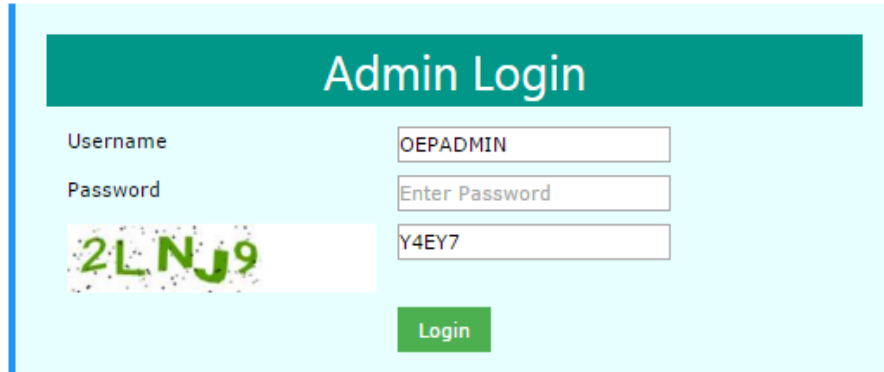 Admin Login
Username OEPADMIN
Password Enter Password
2LNJ9 Y4EY7
Login